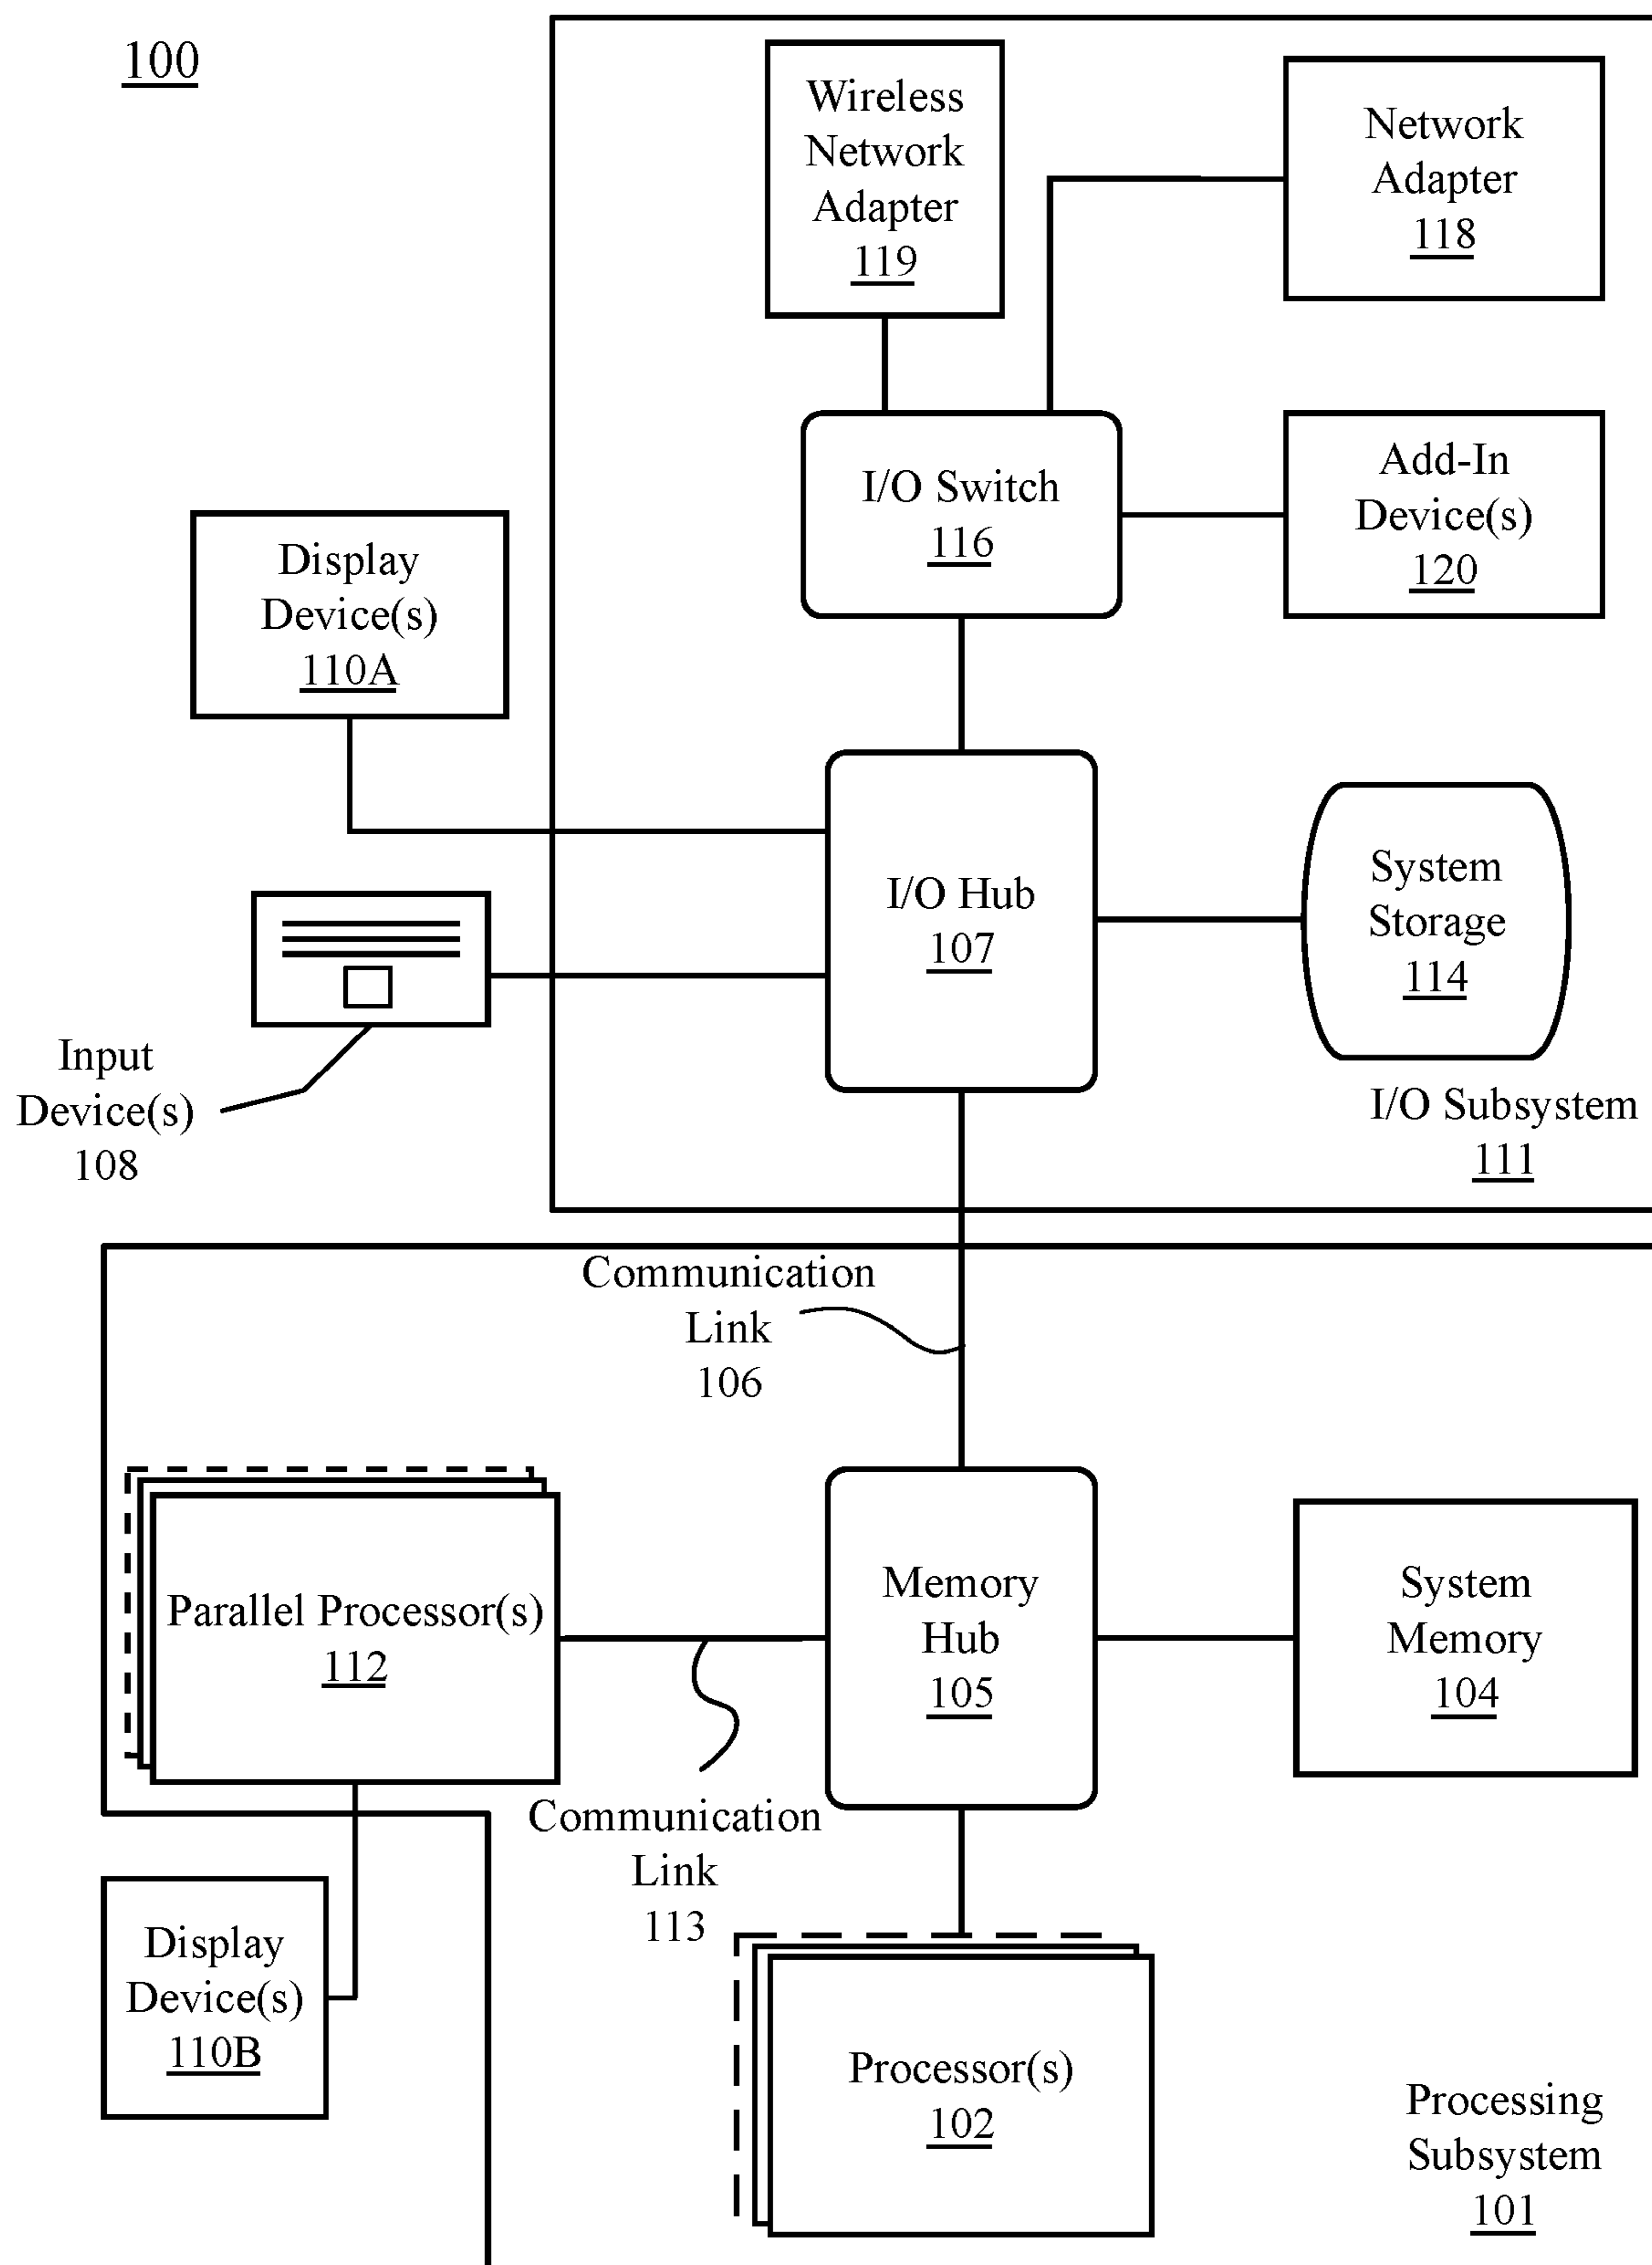 100
Wireless
Network
Adapter
119
Network
Adapter
118
I/O Switch
116
Add-In
Device(s)
120
Display
Device(s)
110A
I/O Hub
107
System
Storage
114
Input
Device(s)
108
I/O Subsystem
111
Communication
Link
106
Parallel Processor(s)
112
Memory
Hub
105
System
Memory
104
Communication
Link
113
Display
Device(s)
110B
Processor(s)
102
Processing
Subsystem
101